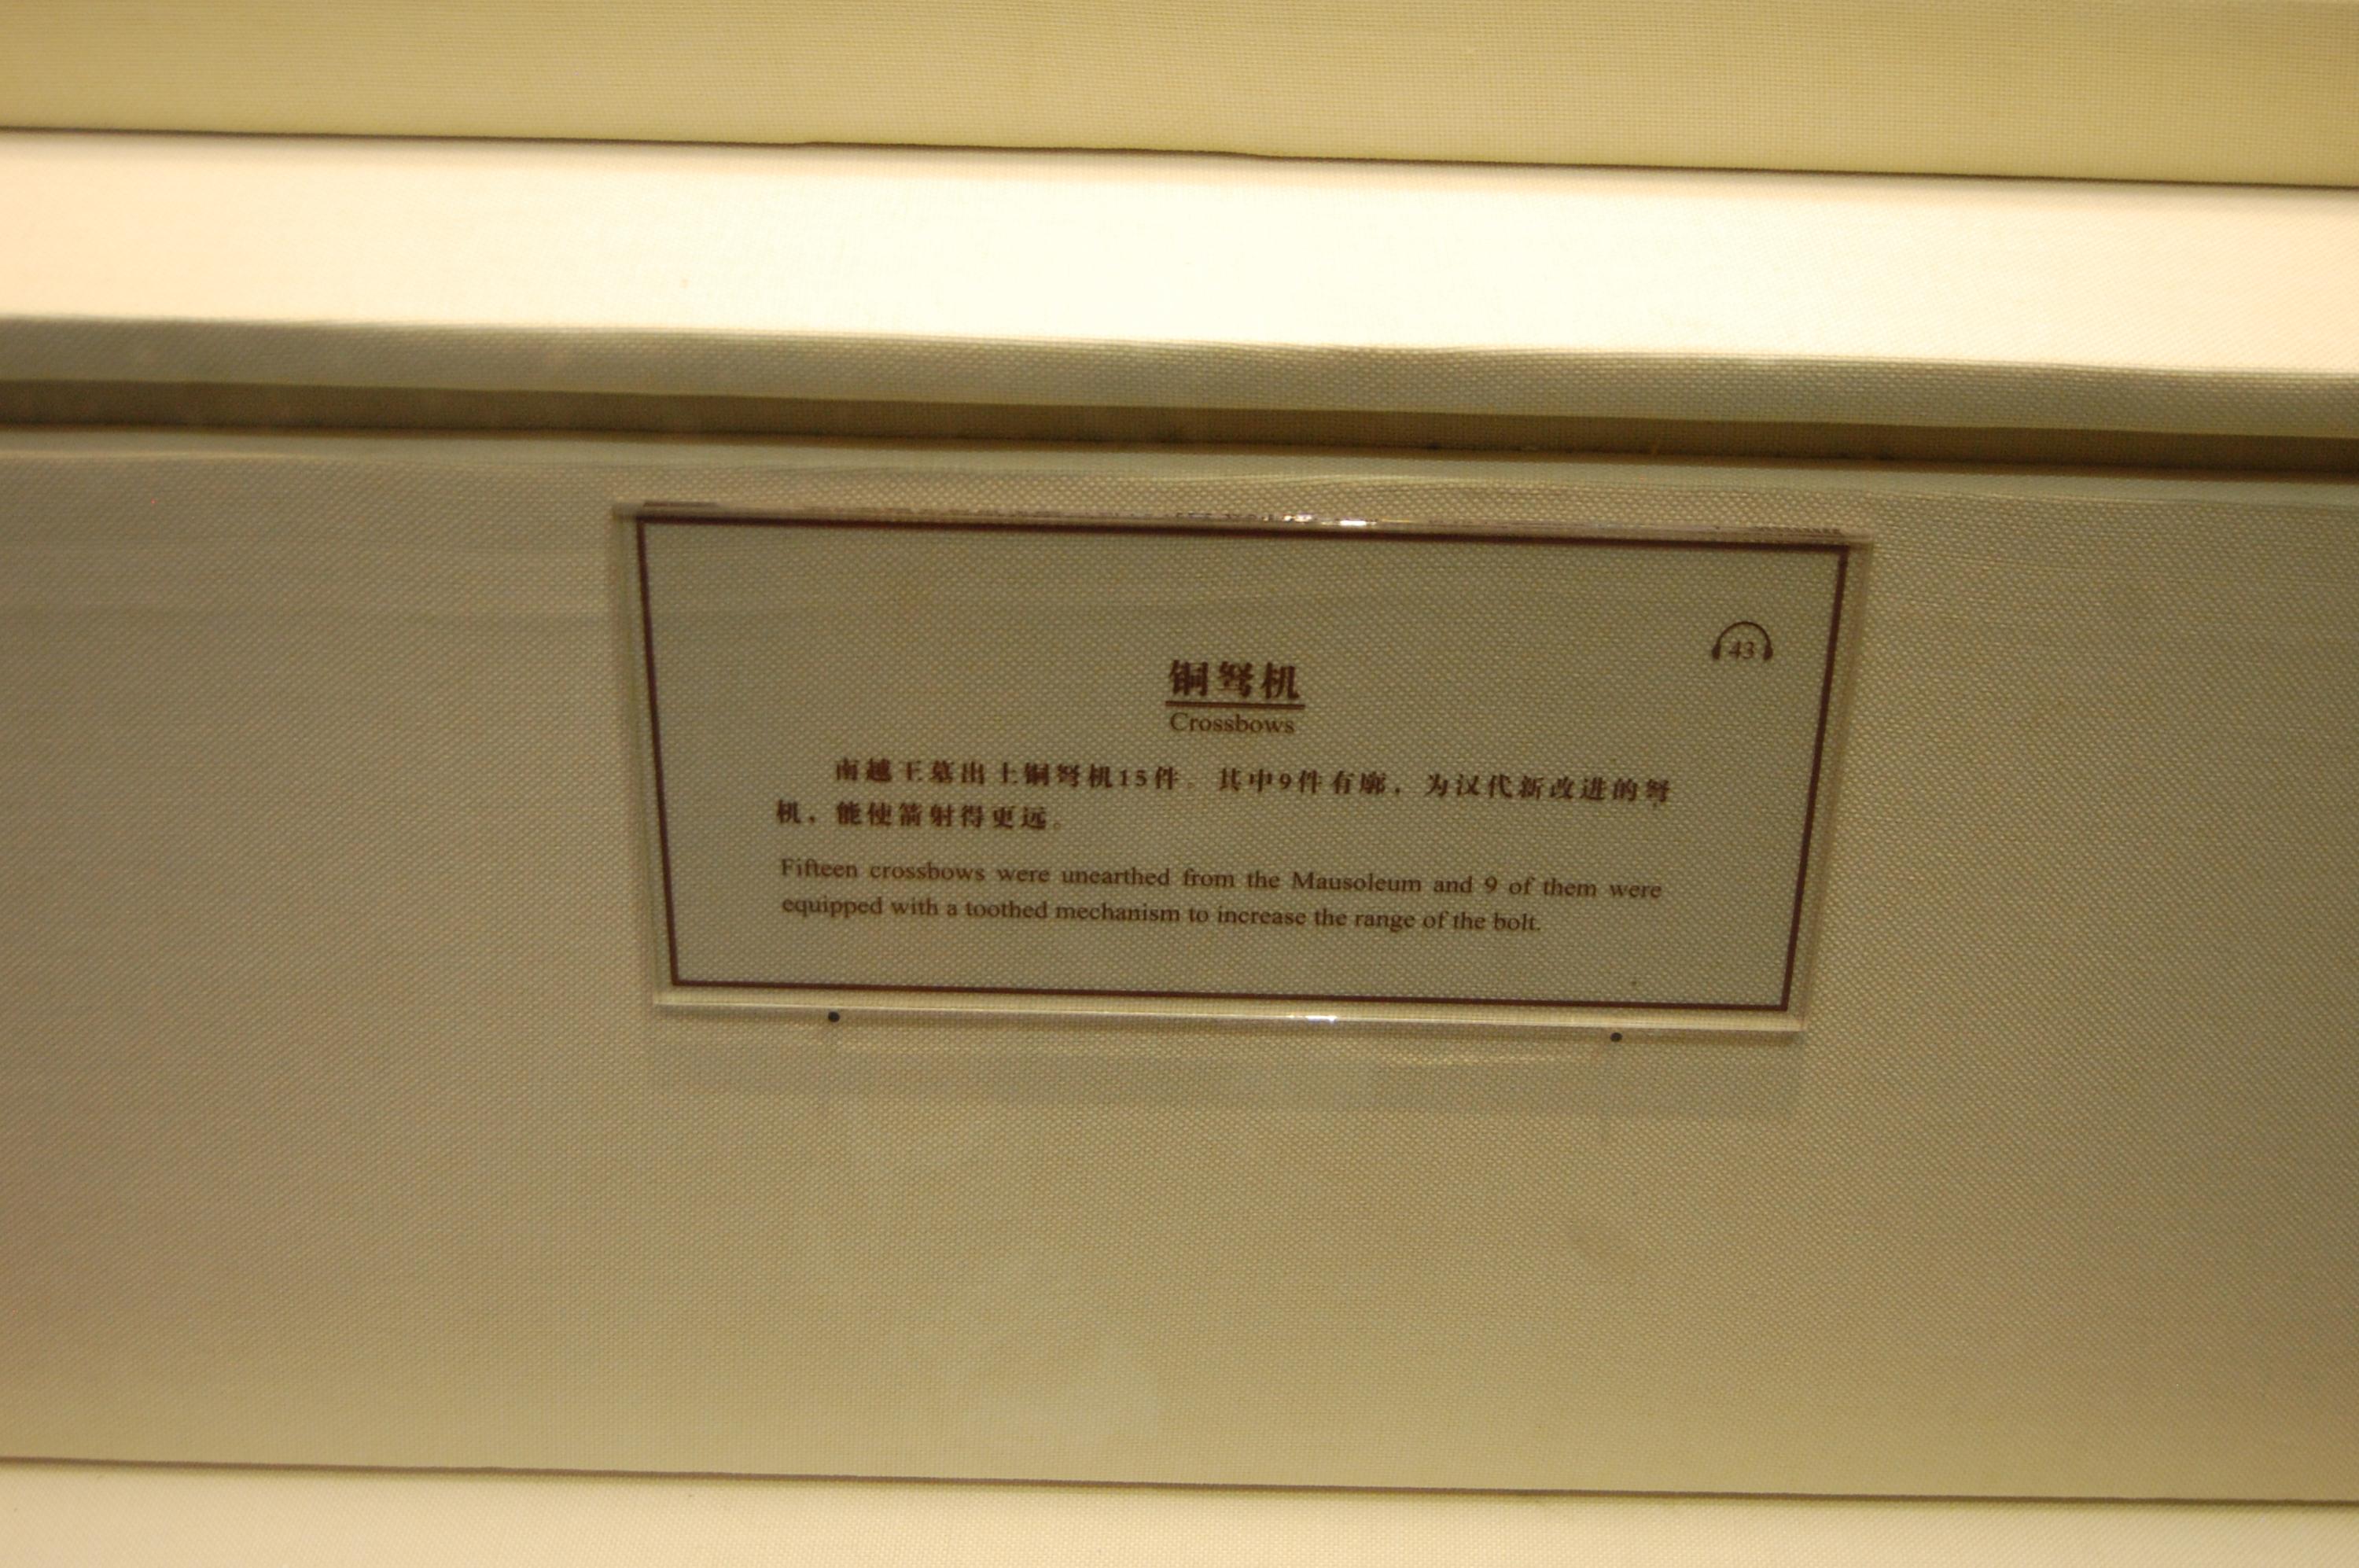 43
铜弩机
Crossbows
南越王墓出土铜弩机15件。其中9件有廓，为汉代新改进的弩
机，能使箭射得更远。
Fifteen crossbows were unearthed from the Mausoleum and 9 of them were
equipped with a toothed mechanism to increase the range of the bolt.